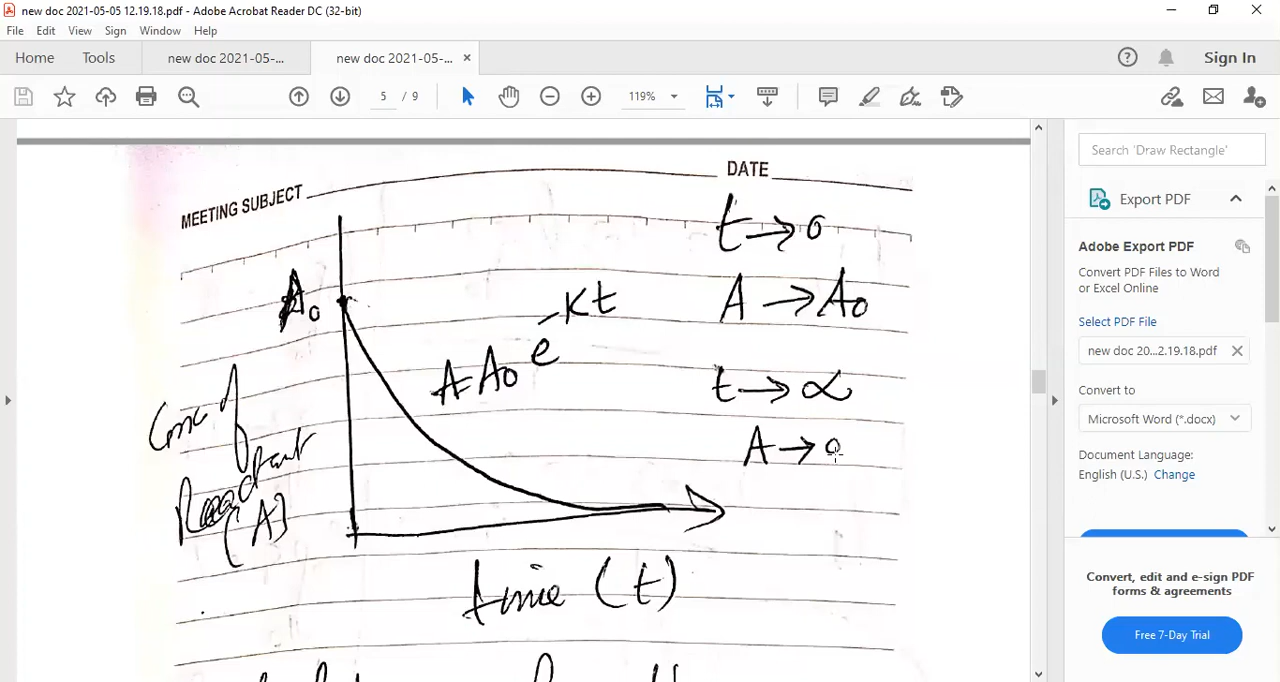 new doc 2021-05-05 12.19.18.pdf - Adobe Acrobat Reader DC (32-bit)
File Edit View Sign Window Help
Home Tools new doc 2021-05-... new doc 2021-05-... × Sign In
5 / 9 119%
Search 'Draw Rectangle'
Export PDF
Adobe Export PDF
Convert PDF Files to Word
or Excel Online
Select PDF File
new doc 20...2.19.18.pdf
Convert to
Microsoft Word (*.docx)
Document Language:
English (U.S.) Change
Convert, edit and e-sign PDF
forms & agreements
Free 7-Day Trial
MEETING SUBJECT
DATE
t → 0
A₀
A → A₀
A = A₀ e^-Kt
t → ∝
A → 0
Conc of
Reactant
(A)
time (t)